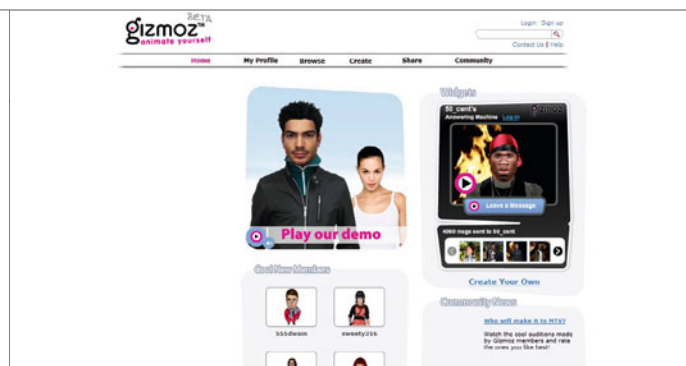 BETA
gizmoz™
animate yourself
Login Sign up
Contact Us | Help
Home My Profile Browse Create Share Community
Widgets
50_cent's
Answering Machine Log in
gizmoz
Leave a Message
4060 msgs sent to 50_cent
Play our demo
Create Your Own
Cool New Members
555dwom sweety216
Community News
Who will make it to MT6?
Watch the cool auditions made
by Gizmoz members and rate
the ones you like best!